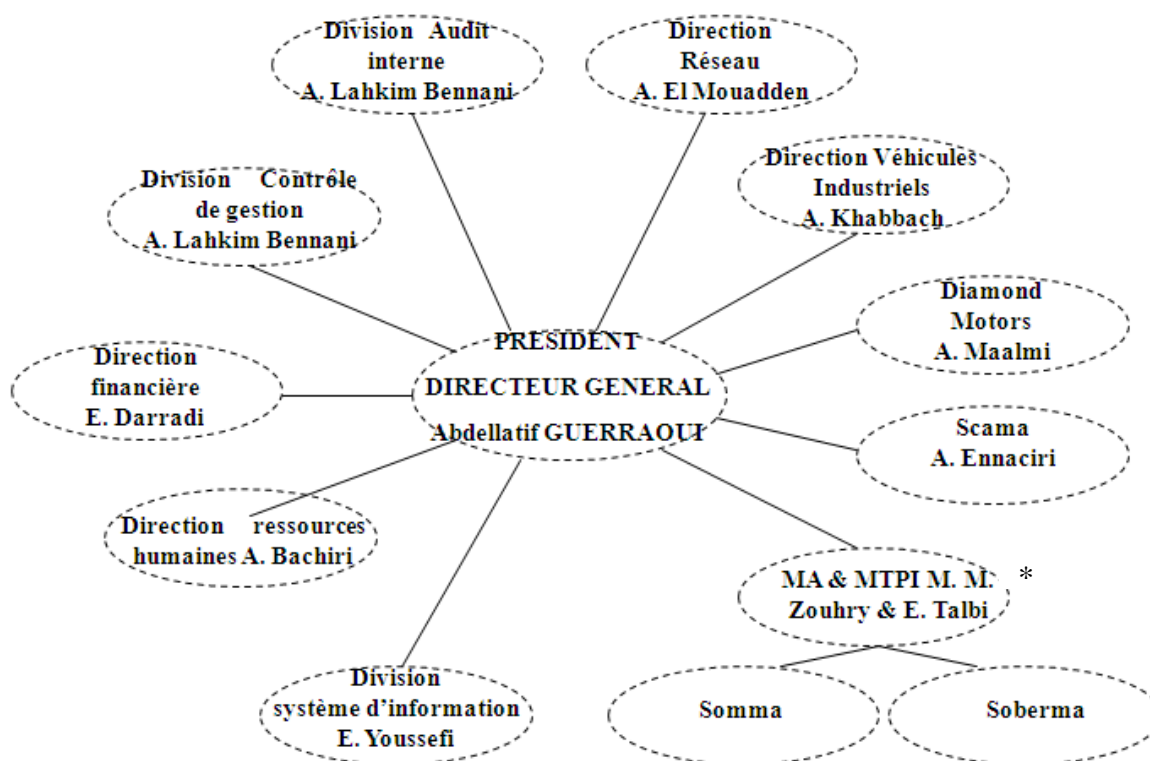 Division Audit
interne
A. Lahkim Bennani
Direction
Réseau
A. El Mouadden
Division Contrôle
de gestion
A. Lahkim Bennani
Direction Véhicules
Industriels
A. Khabbach
Diamond
Motors
A. Maalmi
PRESIDENT
DIRECTEUR GENERAL
Abdellatif GUERRAOUI
Direction
financière
E. Darradi
Scama
A. Ennaciri
Direction ressources
humaines A. Bachiri
MA & MTPI M. M. *
Zouhry & E. Talbi
Division
système d’information
E. Youssefi
Somma
Soberma